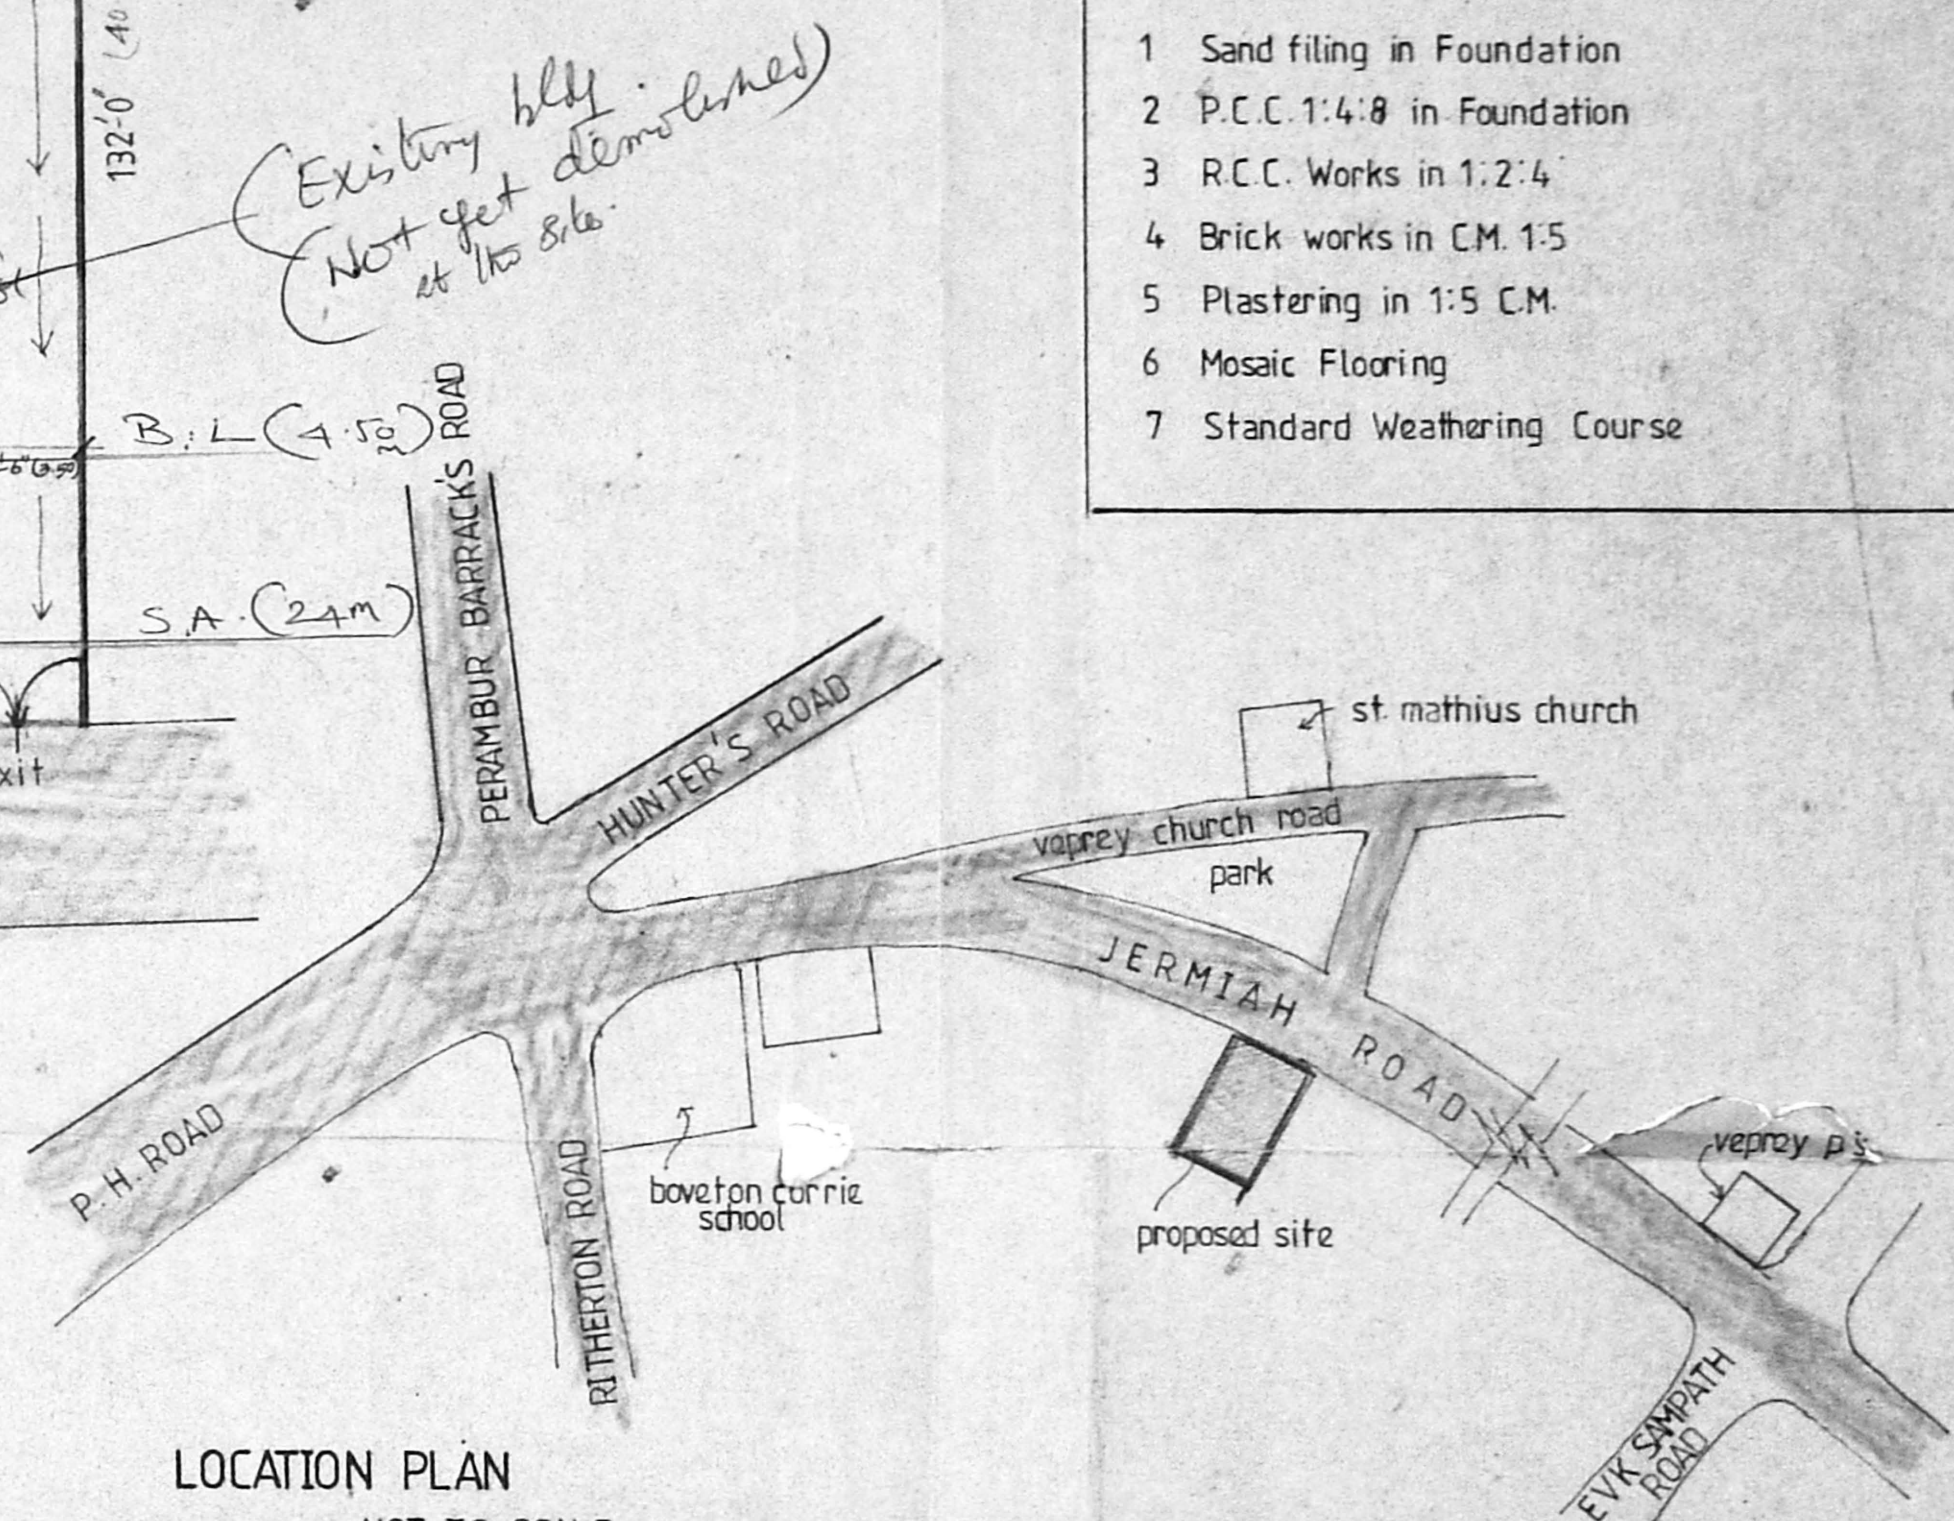 132'-0"
Existing bldg.
Not yet demolished)
at the site.
B.L (4.50m)
S.A. (24m)
xit
1 Sand filing in Foundation
2 P.C.C. 1:4:8 in Foundation
3 R.C.C. Works in 1:2:4
4 Brick works in C.M. 1:5
5 Plastering in 1:5 C.M.
6 Mosaic Flooring
7 Standard Weathering Course
PERAMBUR BARRACK'S ROAD
HUNTER'S ROAD
st. mathius church
veprey church road
park
JERMIAH ROAD
P.H. ROAD
RITHERTON ROAD
boveton corrie
school
proposed site
veprey p.s
EVK SAMPATH
ROAD
LOCATION PLAN